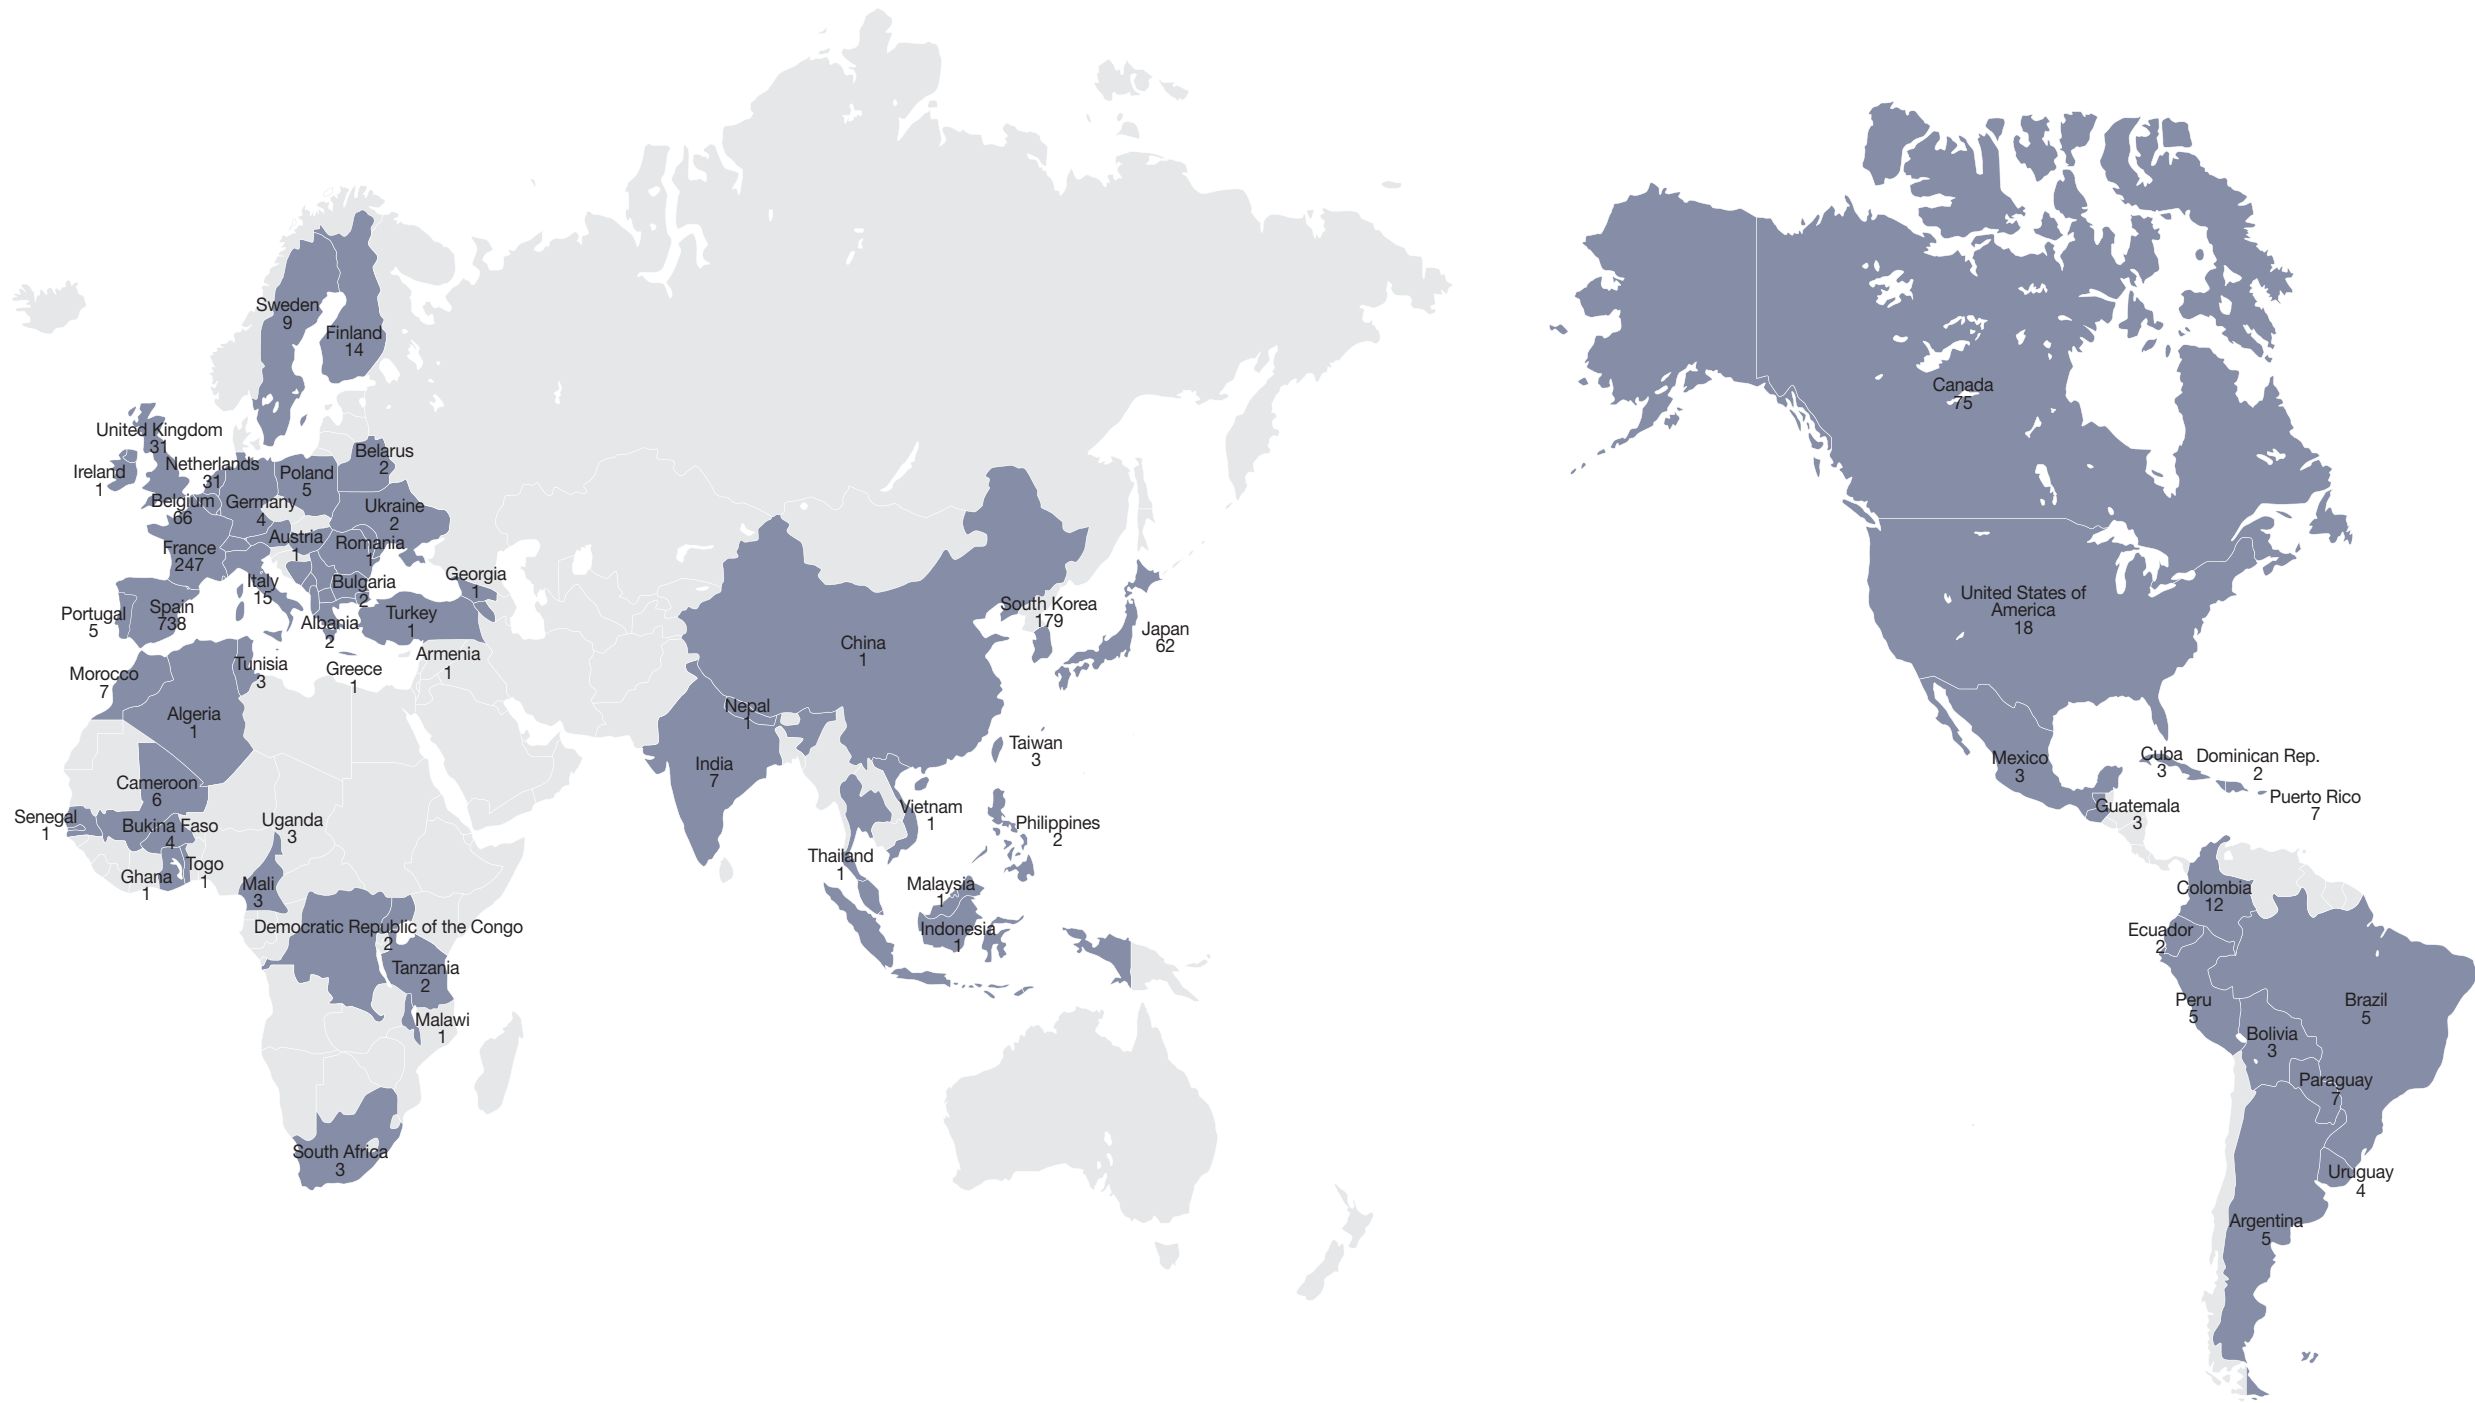 Sweden
9
Finland
14
United Kingdom
31
Ireland
1
Netherlands
31
Belgium
66
Germany
4
Poland
5
Belarus
2
Ukraine
2
Austria
1
Romania
1
France
247
Italy
15
Bulgaria
2
Georgia
1
Portugal
5
Spain
738
Albania
2
Turkey
1
Greece
1
Armenia
1
Morocco
7
Tunisia
3
Algeria
1
Cameroon
6
Senegal
1
Bukina Faso
4
Uganda
3
Ghana
1
Togo
1
Mali
3
Democratic Republic of the Congo
2
Tanzania
2
Malawi
1
South Africa
3
South Korea
179
Japan
62
China
1
Nepal
1
India
7
Taiwan
3
Vietnam
1
Philippines
2
Thailand
1
Malaysia
1
Indonesia
1
Canada
75
United States of
America
18
Mexico
3
Cuba
3
Dominican Rep.
2
Puerto Rico
7
Guatemala
3
Colombia
12
Ecuador
2
Peru
5
Brazil
5
Bolivia
3
Paraguay
7
Uruguay
4
Argentina
5